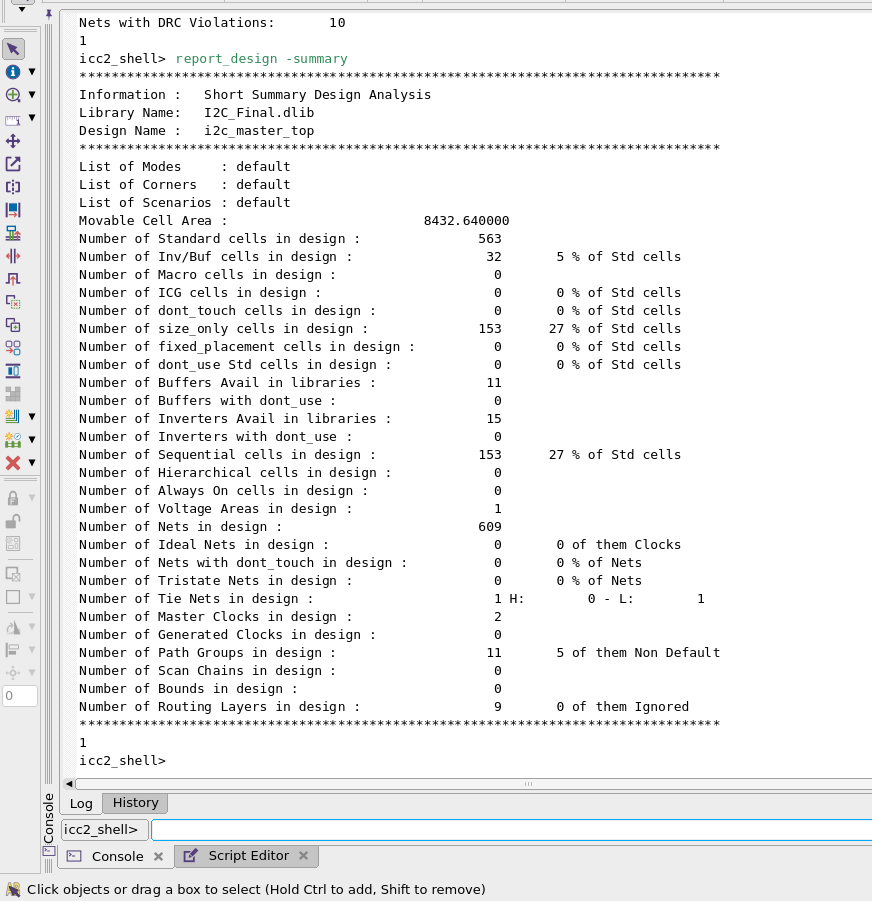 Nets with DRC Violations:       10
1
icc2_shell> report_design -summary
**********************************************************************************
Information :   Short Summary Design Analysis
Library Name:   I2C_Final.dlib
Design Name :   i2c_master_top
**********************************************************************************
List of Modes     : default
List of Corners   : default
List of Scenarios : default
Movable Cell Area :                         8432.640000
Number of Standard cells in design :               563
Number of Inv/Buf cells in design :                 32       5 % of Std cells
Number of Macro cells in design :                    0
Number of ICG cells in design :                      0       0 % of Std cells
Number of dont_touch cells in design :               0       0 % of Std cells
Number of size_only cells in design :              153      27 % of Std cells
Number of fixed_placement cells in design :          0       0 % of Std cells
Number of dont_use Std cells in design :             0       0 % of Std cells
Number of Buffers Avail in libraries :              11
Number of Buffers with dont_use :                    0
Number of Inverters Avail in libraries :            15
Number of Inverters with dont_use :                  0
Number of Sequential cells in design :             153      27 % of Std cells
Number of Hierarchical cells in design :             0
Number of Always On cells in design :                0
Number of Voltage Areas in design :                  1
Number of Nets in design :                         609
Number of Ideal Nets in design :                     0       0 of them Clocks
Number of Nets with dont_touch in design :           0       0 % of Nets
Number of Tristate Nets in design :                  0       0 % of Nets
Number of Tie Nets in design :                       1 H:        0 - L:        1
Number of Master Clocks in design :                  2
Number of Generated Clocks in design :               0
Number of Path Groups in design :                   11       5 of them Non Default
Number of Scan Chains in design :                    0
Number of Bounds in design :                         0
Number of Routing Layers in design :                 9       0 of them Ignored
**********************************************************************************
1
icc2_shell>
0
Log History
Console
icc2_shell>
Console Script Editor
Click objects or drag a box to select (Hold Ctrl to add, Shift to remove)